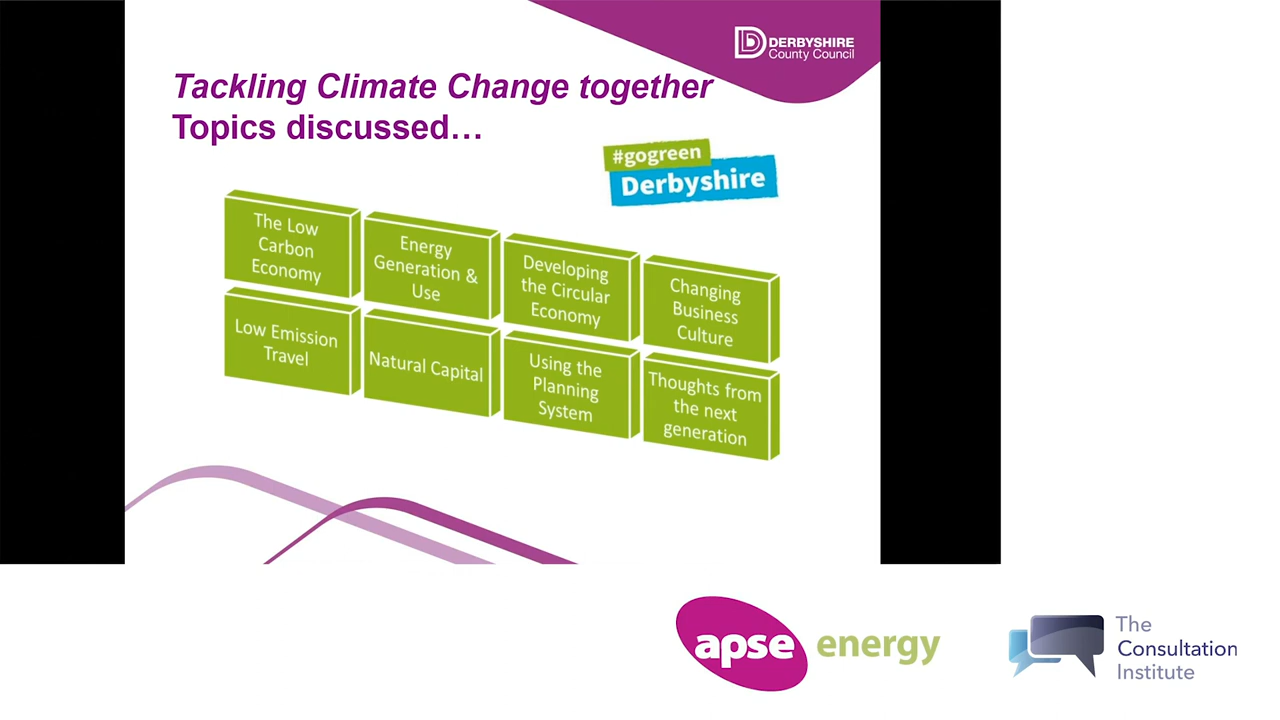 DERBYSHIRE
County Council
Tackling Climate Change together
Topics discussed…
#gogreen
Derbyshire
The Low
Carbon
Economy
Energy
Generation &
Use
Developing
the Circular
Economy
Changing
Business
Culture
Low Emission
Travel
Natural Capital
Using the
Planning
System
Thoughts from
the next
generation
apse energy
The
Consultation
Institute